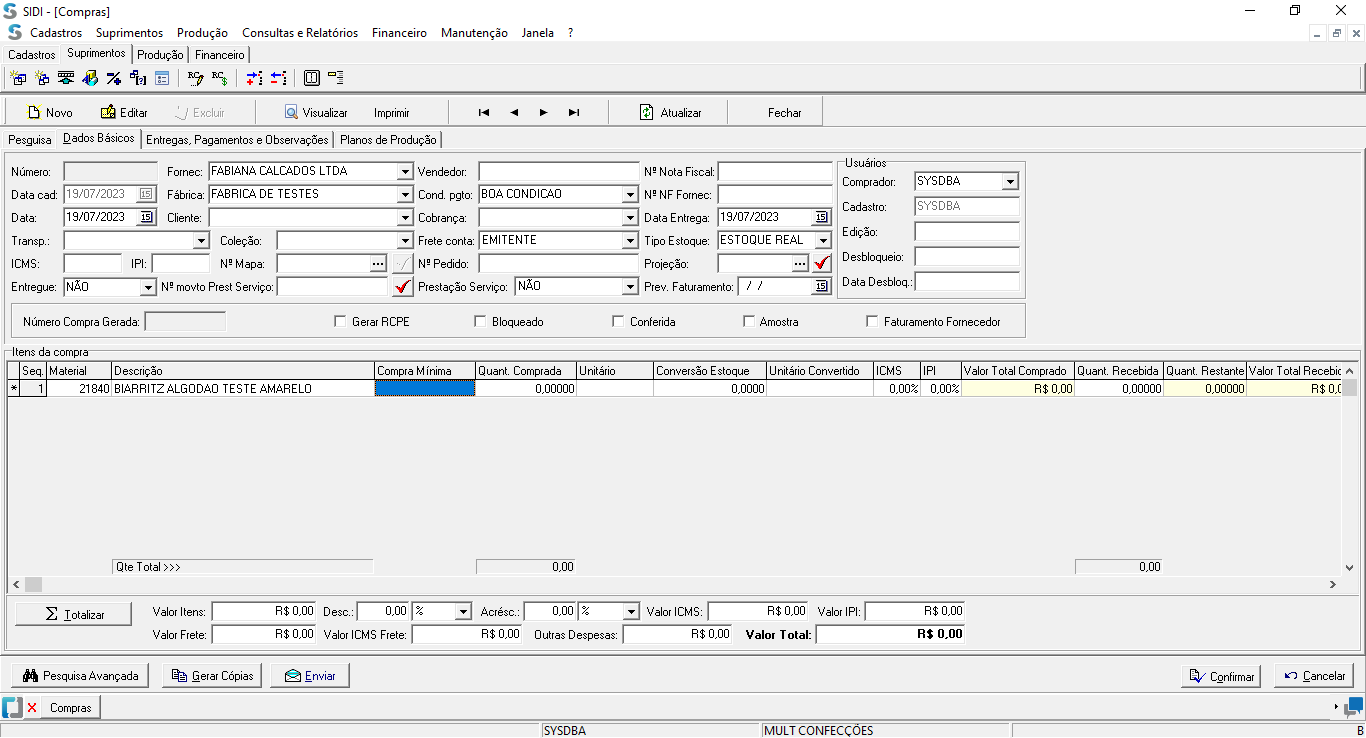 SIDI - [Compras]
Cadastros Suprimentos Produção Consultas e Relatórios Financeiro Manutenção Janela ?
Cadastros Suprimentos Produção Financeiro
Novo Editar Excluir Visualizar Imprimir Atualizar Fechar
Pesquisa Dados Básicos Entregas, Pagamentos e Observações Planos de Produção
Número: Fornec: FABIANA CALCADOS LTDA Vendedor: Nº Nota Fiscal: Usuários
Comprador: SYSDBA
Data cad: 19/07/2023 15 Fábrica: FABRICA DE TESTES Cond. pgto: BOA CONDICAO Nº NF Fornec:
Cadastro: SYSDBA
Data: 19/07/2023 15 Cliente: Cobrança: Data Entrega: 19/07/2023 15
Edição:
Transp.: Coleção: Frete conta: EMITENTE Tipo Estoque: ESTOQUE REAL
Desbloqueio:
ICMS: IPI: Nº Mapa: ... Nº Pedido: Projeção: ...
Data Desbloq.:
Entregue: NÃO Nº movto Prest Serviço: Prestação Serviço: NÃO Prev. Faturamento: / / 15
Número Compra Gerada: Gerar RCPE Bloqueado Conferida Amostra Faturamento Fornecedor
Itens da compra
Seq. Material Descrição Compra Mínima Quant. Comprada Unitário Conversão Estoque Unitário Convertido ICMS IPI Valor Total Comprado Quant. Recebida Quant. Restante Valor Total Recebid
* 1 21840 BIARRITZ ALGODAO TESTE AMARELO 0,00000 0,0000 0,00% 0,00% R$ 0,00 0,00000 0,00000 R$ 0,0
Qte Total >>> 0,00 0,00
Σ Totalizar Valor Itens: R$ 0,00 Desc.: 0,00 % Acrésc.: 0,00 % Valor ICMS: R$ 0,00 Valor IPI: R$ 0,00
Valor Frete: R$ 0,00 Valor ICMS Frete: R$ 0,00 Outras Despesas: R$ 0,00 Valor Total: R$ 0,00
Pesquisa Avançada Gerar Cópias Enviar Confirmar Cancelar
Compras
SYSDBA MULT CONFECÇÕES B